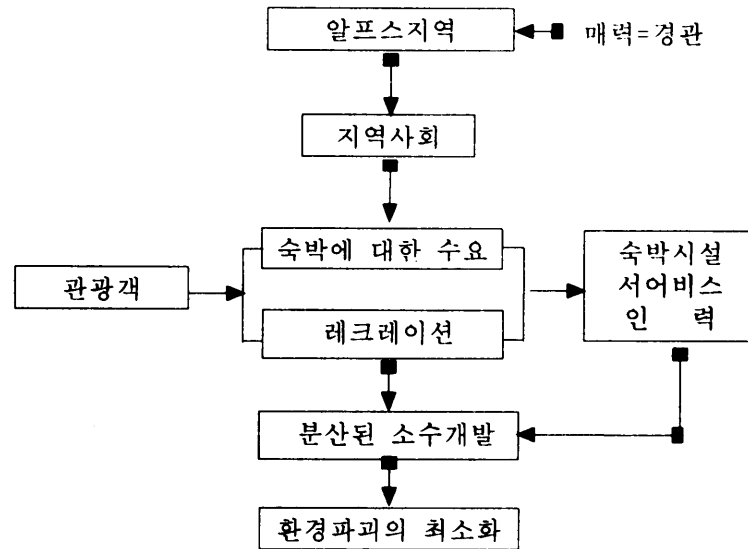 알프스지역
매력=경관
지역사회
숙박에 대한 수요
관광객
레크레이션
숙박시설
서어비스
인 력
분산된 소수개발
환경파괴의 최소화